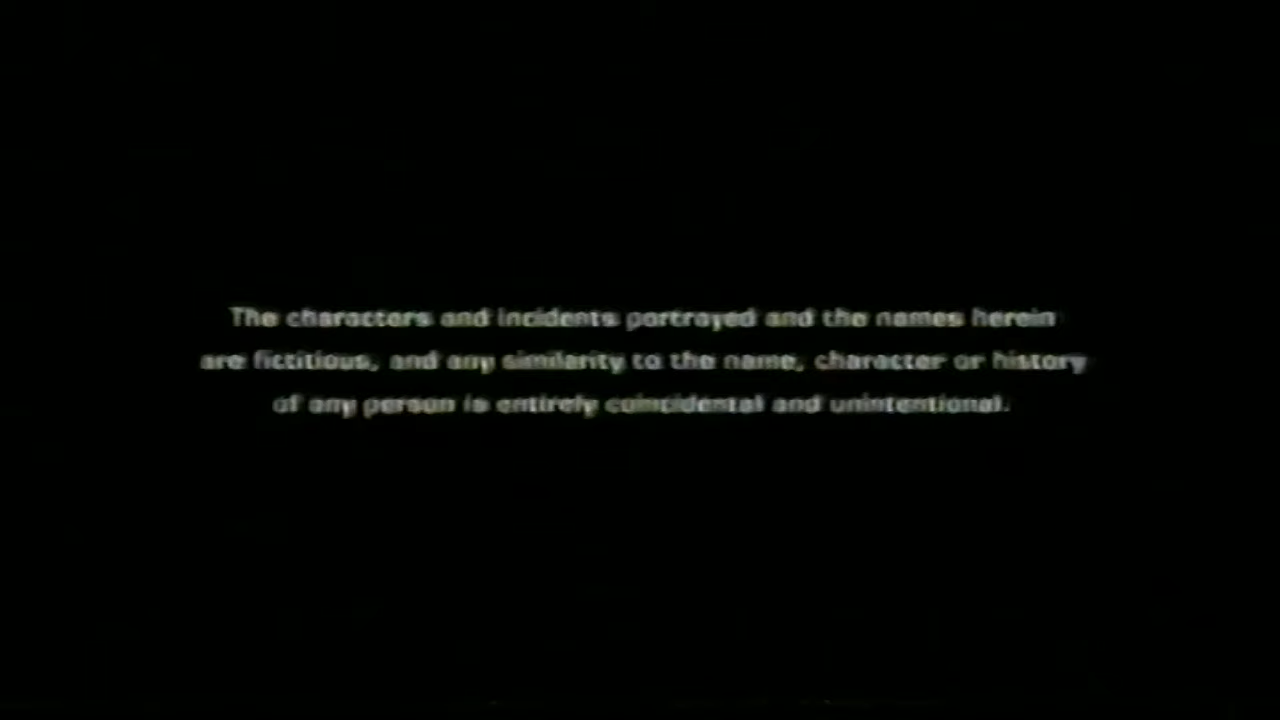 The characters and incidents portrayed and the names herein
are fictitious, and any similarity to the name, character or history
of any person is entirely coincidental and unintentional.